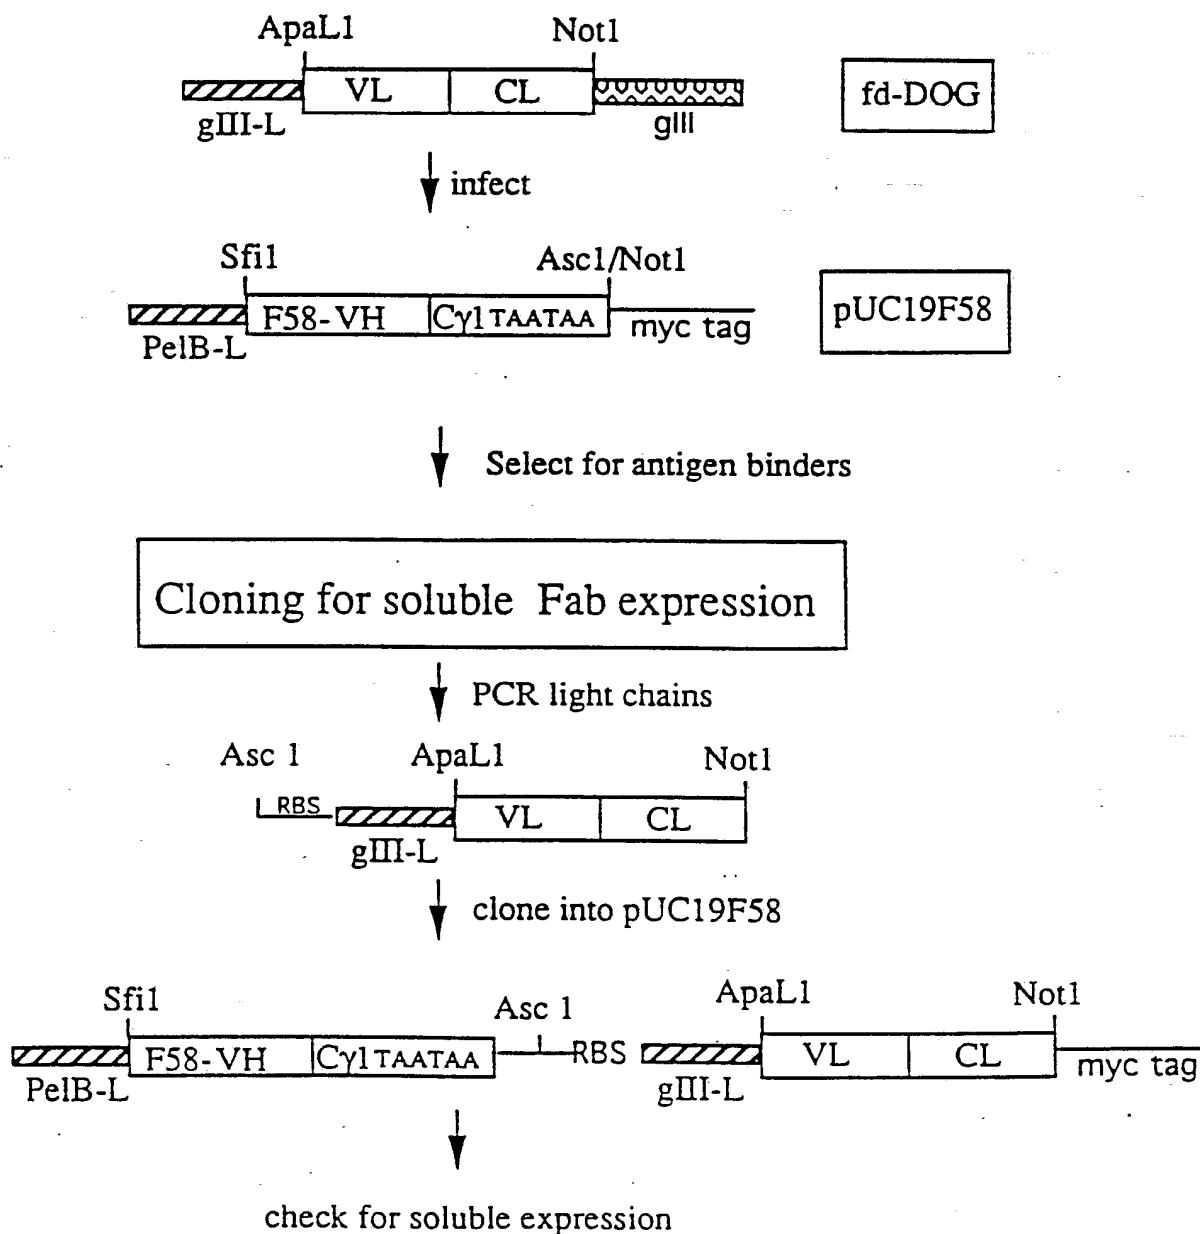 ApaL1 Not1
VL CL
gIII-L gIII
fd-DOG
infect
Sfi1 Asc1/Not1
F58-VH Cγ1 TAATAA
PelB-L myc tag
pUC19F58
Select for antigen binders
Cloning for soluble Fab expression
PCR light chains
Asc 1 ApaL1 Not1
RBS VL CL
gIII-L
clone into pUC19F58
Sfi1 Asc 1 ApaL1 Not1
F58-VH Cγ1 TAATAA RBS VL CL
PelB-L gIII-L myc tag
check for soluble expression